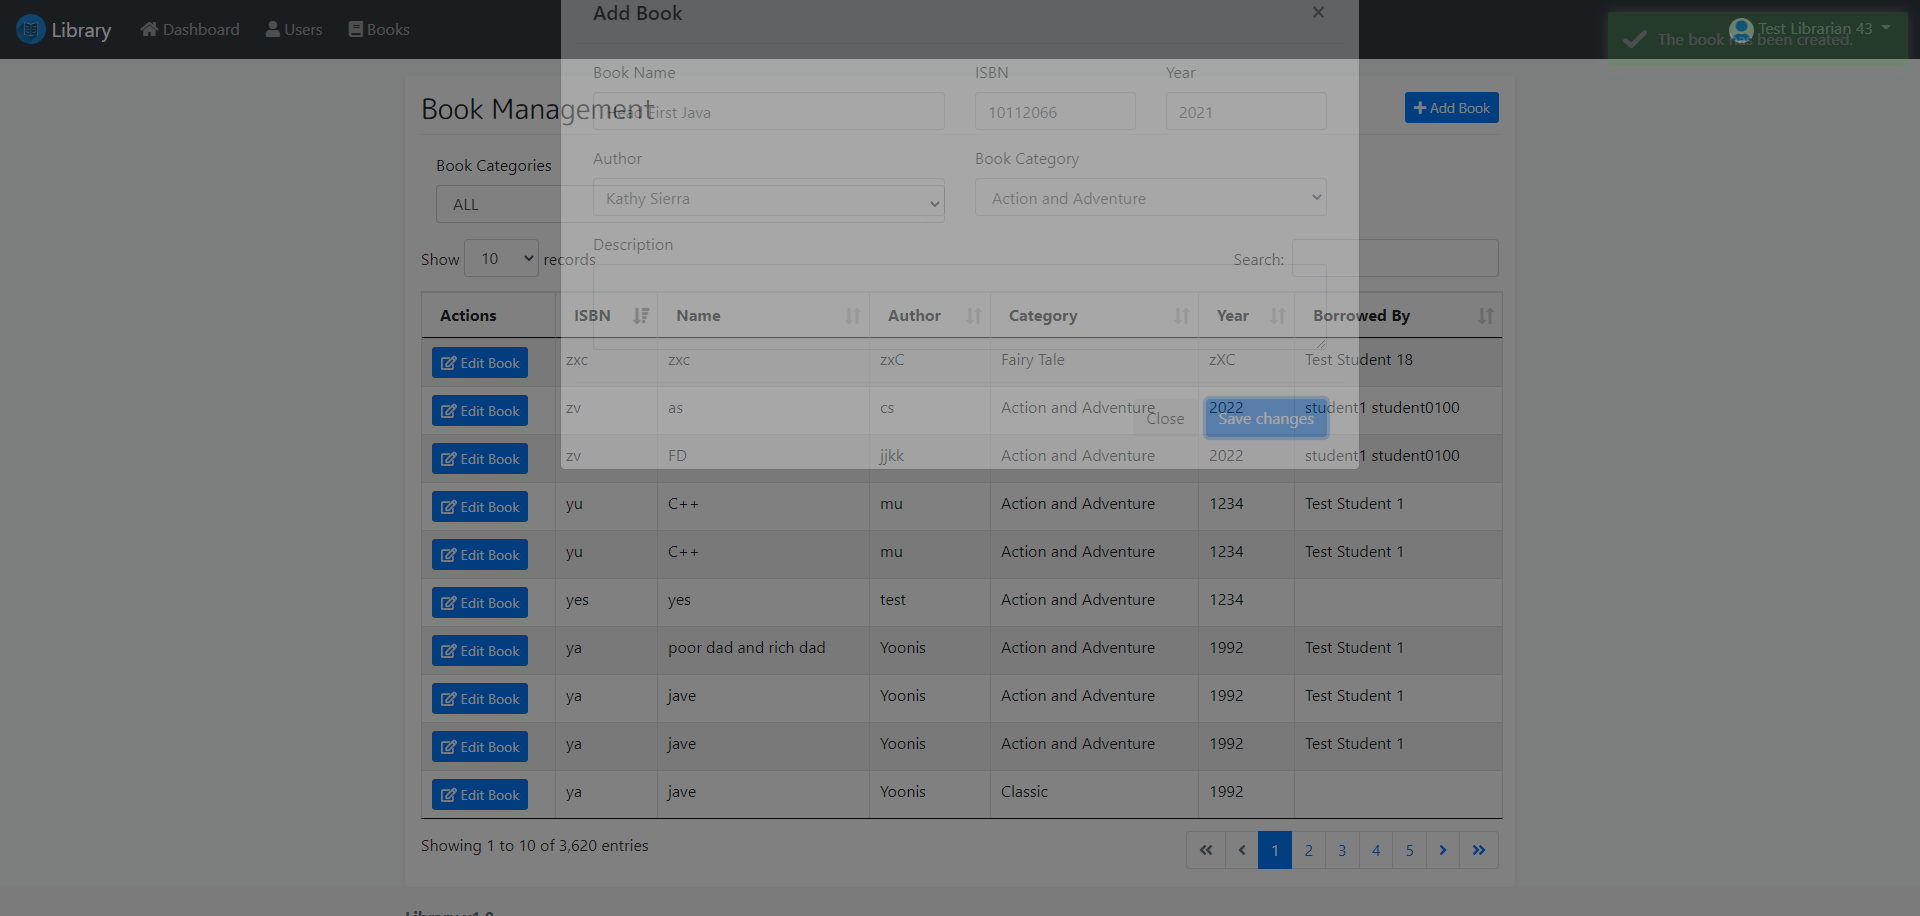 Library Dashboard Users Books
Add Book ×
Test Librarian 43
The book has been created.
Book Management
Add Book
Book Name ISBN Year
Head First Java 10112066 2021
Author Book Category
Kathy Sierra Action and Adventure
Description
Close Save changes
Book Categories
ALL
Show 10 records Search:
Actions ISBN Name Author Category Year Borrowed By
Edit Book zxc zxc zxC Fairy Tale zXC Test Student 18
Edit Book zv as cs Action and Adventure 2022 student1 student0100
Edit Book zv FD jjkk Action and Adventure 2022 student1 student0100
Edit Book yu C++ mu Action and Adventure 1234 Test Student 1
Edit Book yu C++ mu Action and Adventure 1234 Test Student 1
Edit Book yes yes test Action and Adventure 1234
Edit Book ya poor dad and rich dad Yoonis Action and Adventure 1992 Test Student 1
Edit Book ya jave Yoonis Action and Adventure 1992 Test Student 1
Edit Book ya jave Yoonis Action and Adventure 1992 Test Student 1
Edit Book ya jave Yoonis Classic 1992
Showing 1 to 10 of 3,620 entries
« ‹ 1 2 3 4 5 › »